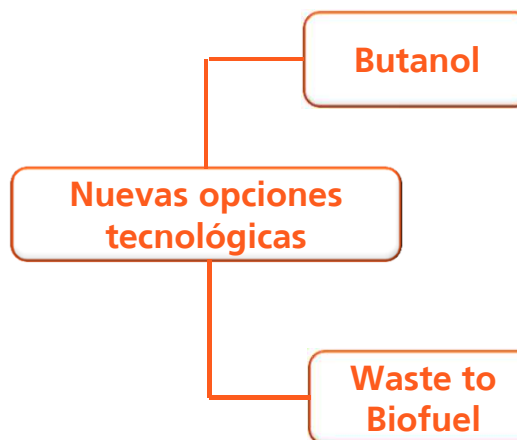 Butanol
Nuevas opciones
tecnológicas
Waste to
Biofuel